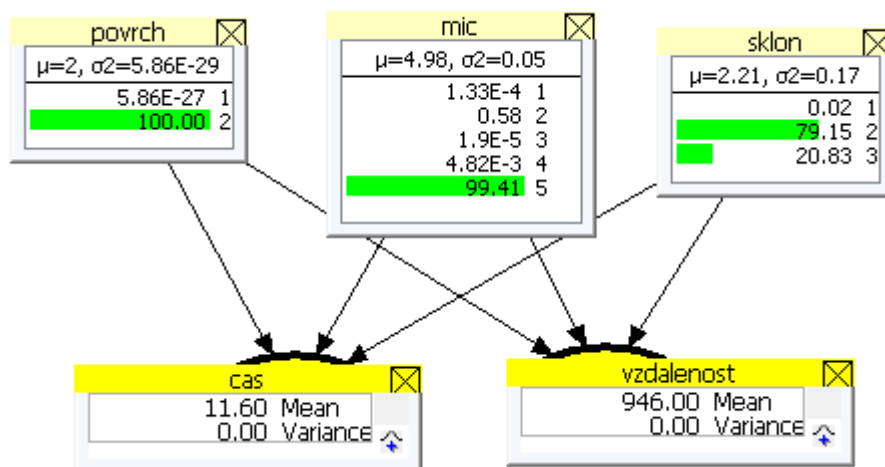 povrch
μ=2, σ2=5.86E-29
5.86E-27 1
100.00 2
mic
μ=4.98, σ2=0.05
1.33E-4 1
0.58 2
1.9E-5 3
4.82E-3 4
99.41 5
sklon
μ=2.21, σ2=0.17
0.02 1
79.15 2
20.83 3
cas
11.60 Mean
0.00 Variance
vzdalenost
946.00 Mean
0.00 Variance